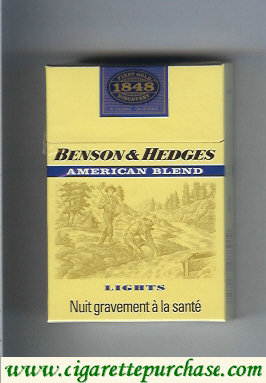 FIRST GOLD
1848
DISCOVERY
BENSON & HEDGES
AMERICAN BLEND
LIGHTS
Nuit gravement à la santé
www.cigarettepurchase.com